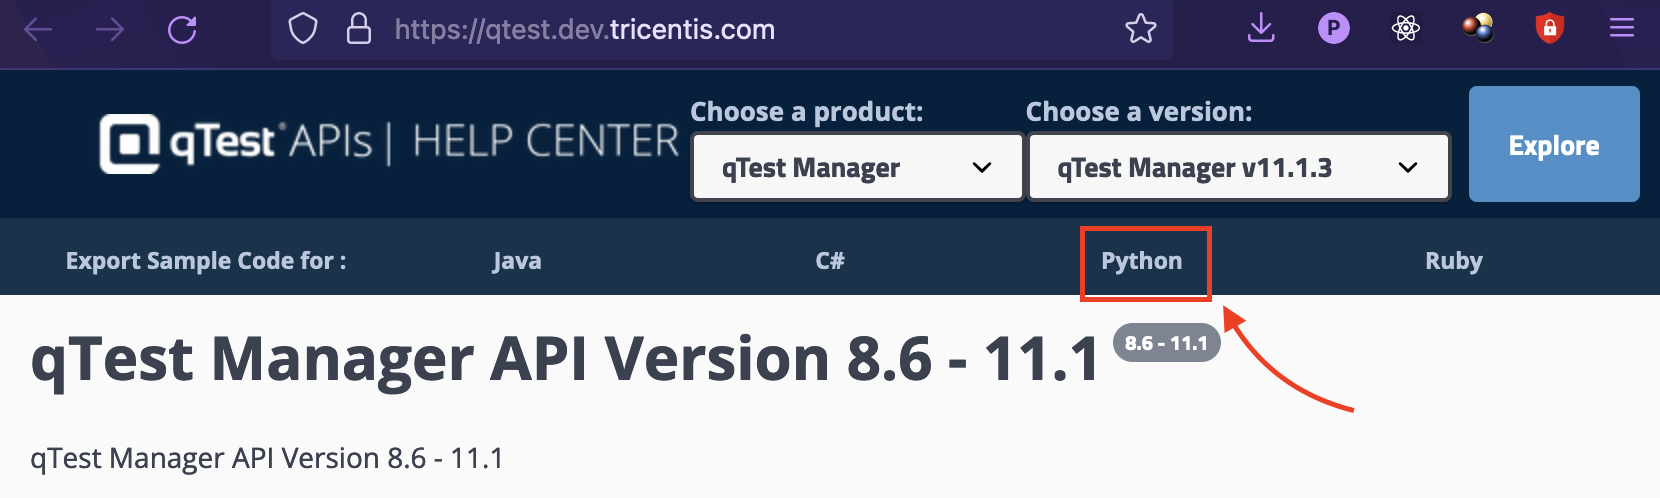 https://qtest.dev.tricentis.com
P
Choose a product: Choose a version:
qTest® APIs | HELP CENTER
qTest Manager qTest Manager v11.1.3
Explore
Export Sample Code for : Java C# Python Ruby
qTest Manager API Version 8.6 - 11.1 8.6 - 11.1
qTest Manager API Version 8.6 - 11.1